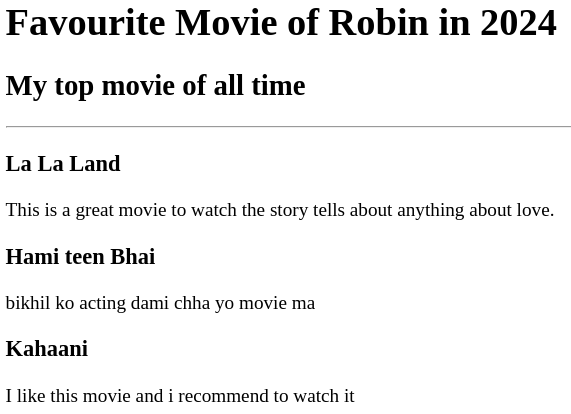 Favourite Movie of Robin in 2024
My top movie of all time
La La Land
This is a great movie to watch the story tells about anything about love.
Hami teen Bhai
bikhil ko acting dami chha yo movie ma
Kahaani
I like this movie and i recommend to watch it